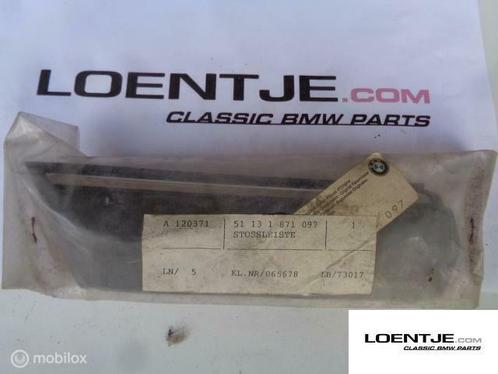 LOENTJE.COM
CLASSIC BMW PARTS
BMW
097
A 120371 51 13 1 871 097 1
STOSSLEISTE
LN/ 5 KL.NR/065678 LB/73017
mobilox
LOENTJE.COM
CLASSIC BMW PARTS